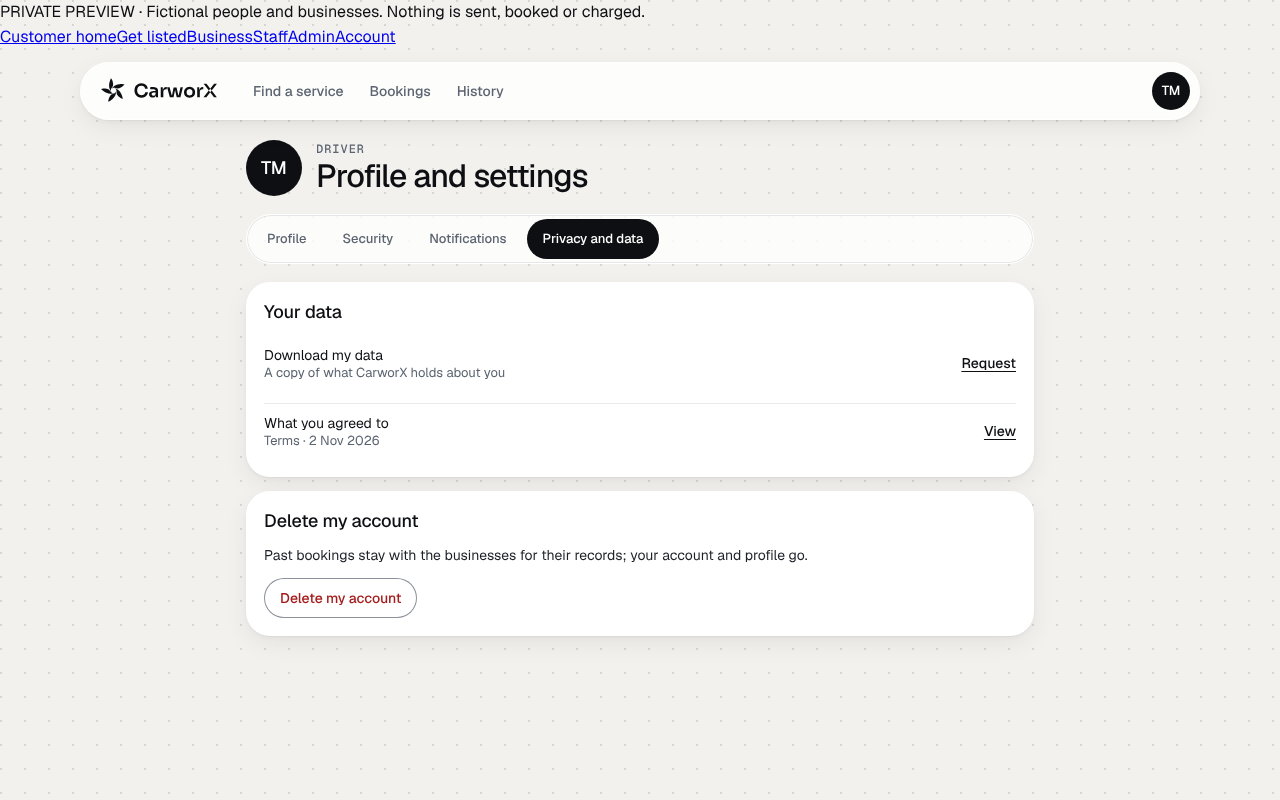 PRIVATE PREVIEW · Fictional people and businesses. Nothing is sent, booked or charged.
Customer homeGet listedBusinessStaffAdminAccount
CarworX Find a service Bookings History TM
TM DRIVER
Profile and settings
Profile Security Notifications Privacy and data
Your data
Download my data
A copy of what CarworX holds about you
Request
What you agreed to
Terms · 2 Nov 2026
View
Delete my account
Past bookings stay with the businesses for their records; your account and profile go.
Delete my account